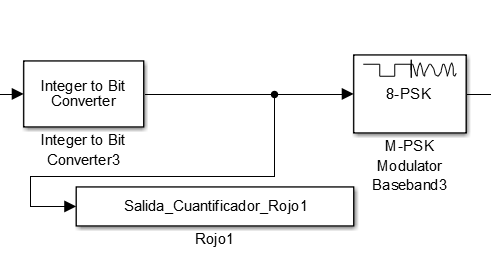 Integer to Bit
Converter
Integer to Bit
Converter3
8-PSK
M-PSK
Modulator
Baseband3
Salida_Cuantificador_Rojo1
Rojo1